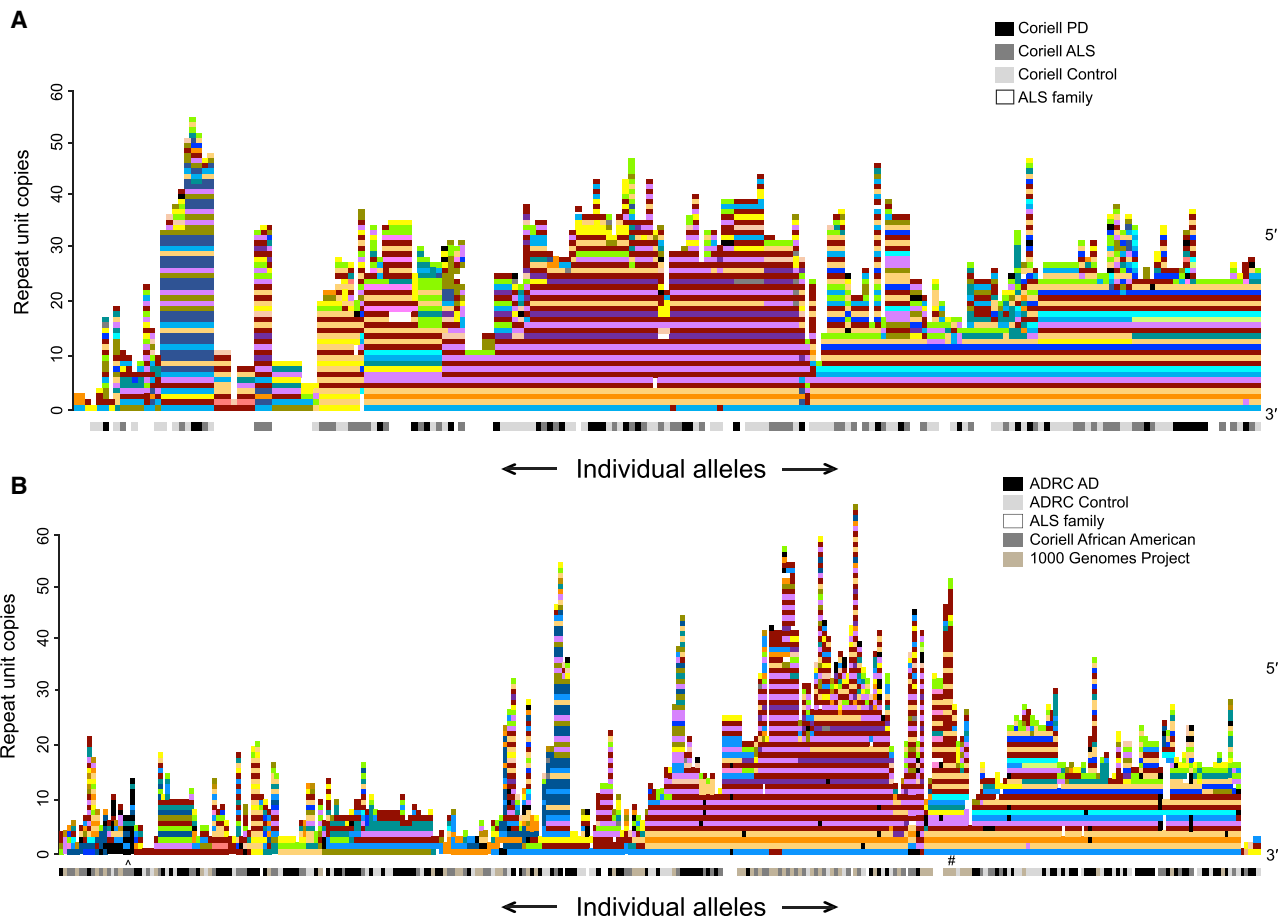 A
Coriell PD
Coriell ALS
Coriell Control
ALS family
Repeat unit copies
60
50
40
30
20
10
0
5′
3′
Individual alleles
B
ADRC AD
ADRC Control
ALS family
Coriell African American
1000 Genomes Project
Repeat unit copies
60
50
40
30
20
10
0
5′
3′
^
#
Individual alleles